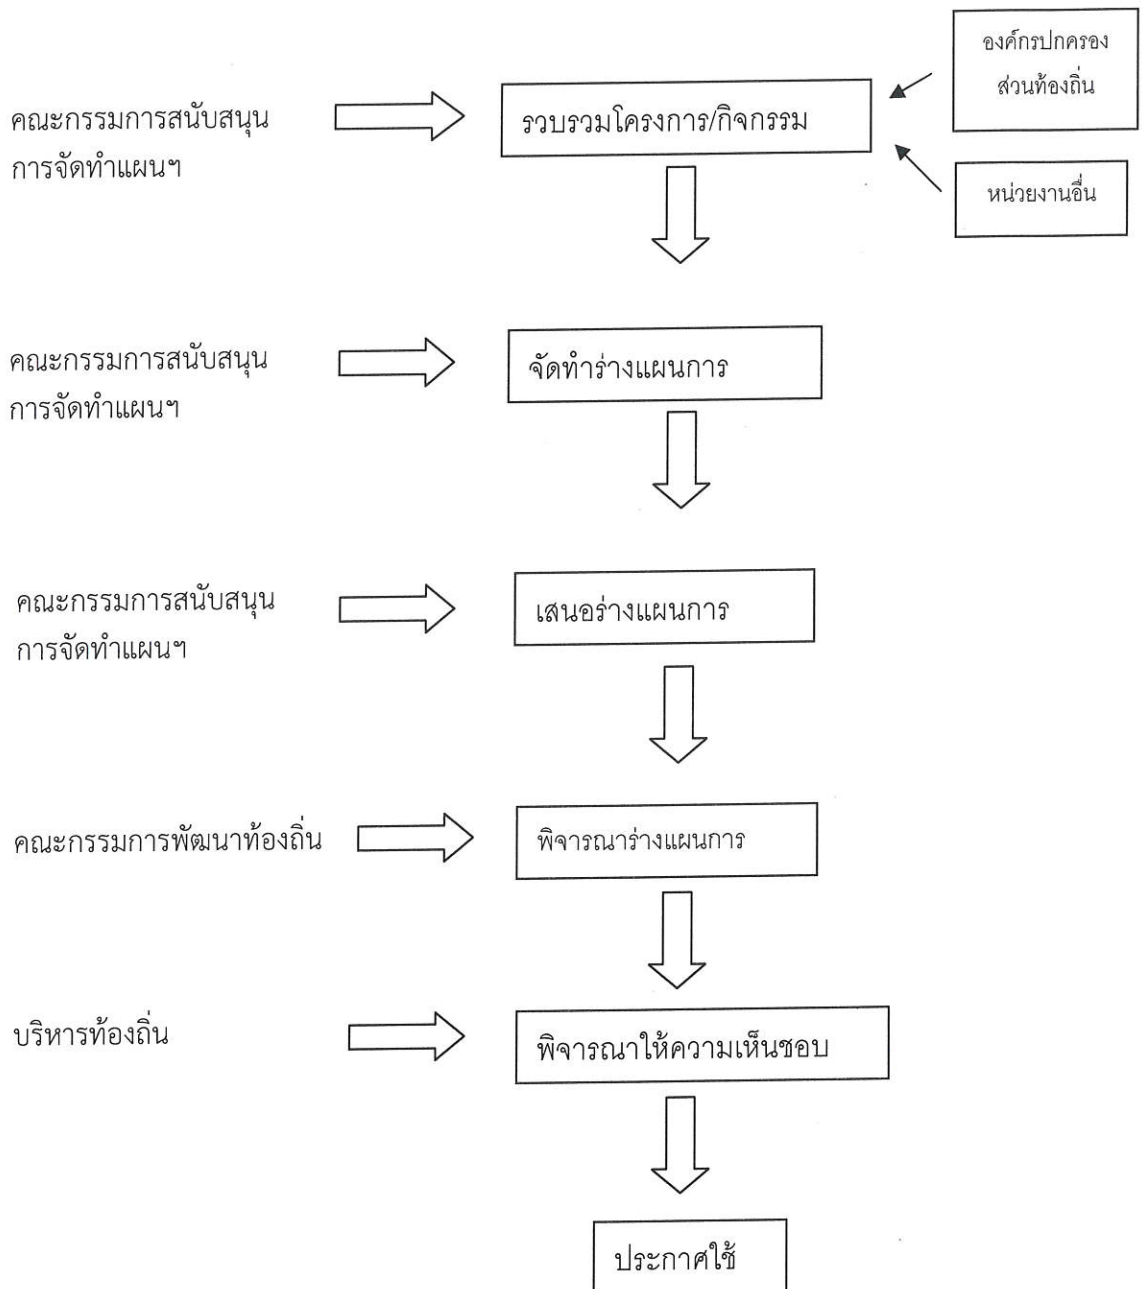 องค์กรปกครอง
ส่วนท้องถิ่น
คณะกรรมการสนับสนุน
การจัดทำแผนฯ
รวบรวมโครงการ/กิจกรรม
หน่วยงานอื่น
คณะกรรมการสนับสนุน
การจัดทำแผนฯ
จัดทำร่างแผนการ
คณะกรรมการสนับสนุน
การจัดทำแผนฯ
เสนอร่างแผนการ
คณะกรรมการพัฒนาท้องถิ่น
พิจารณาร่างแผนการ
บริหารท้องถิ่น
พิจารณาให้ความเห็นชอบ
ประกาศใช้